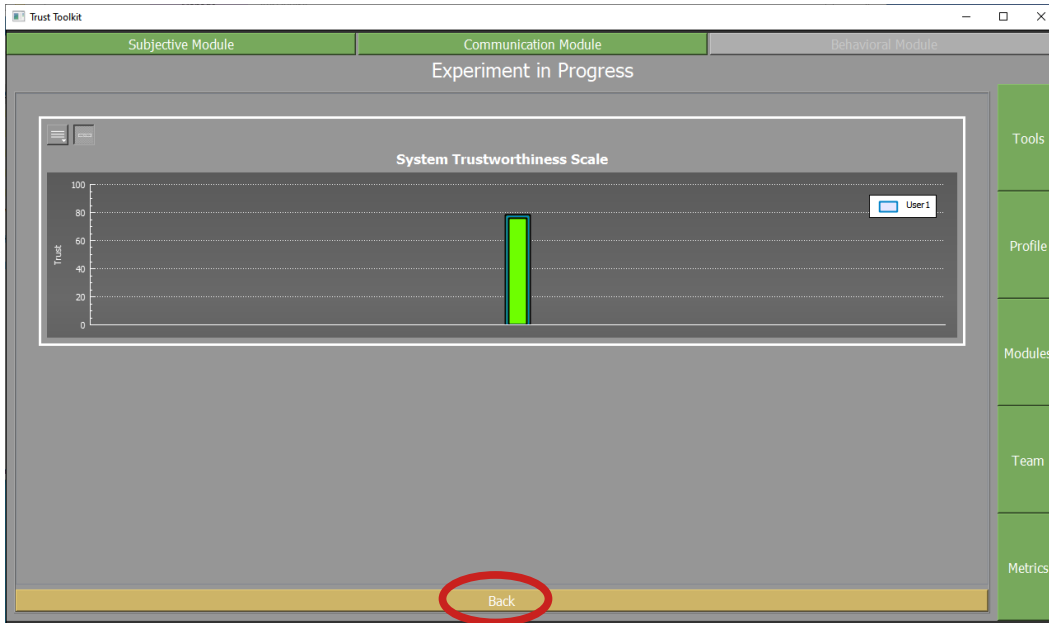 Trust Toolkit
Subjective Module
Communication Module
Behavioral Module
Experiment in Progress
System Trustworthiness Scale
100
80
60
40
20
0
Trust
User1
Tools
Profile
Modules
Team
Metrics
Back